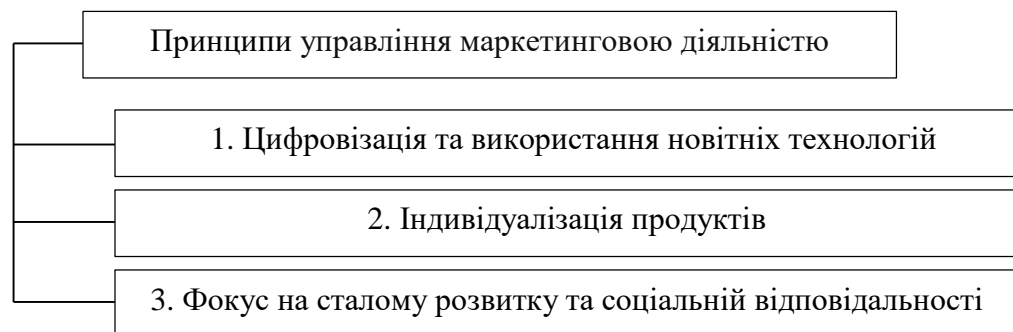 Принципи управління маркетинговою діяльністю
1. Цифровізація та використання новітніх технологій
2. Індивідуалізація продуктів
3. Фокус на сталому розвитку та соціальній відповідальності